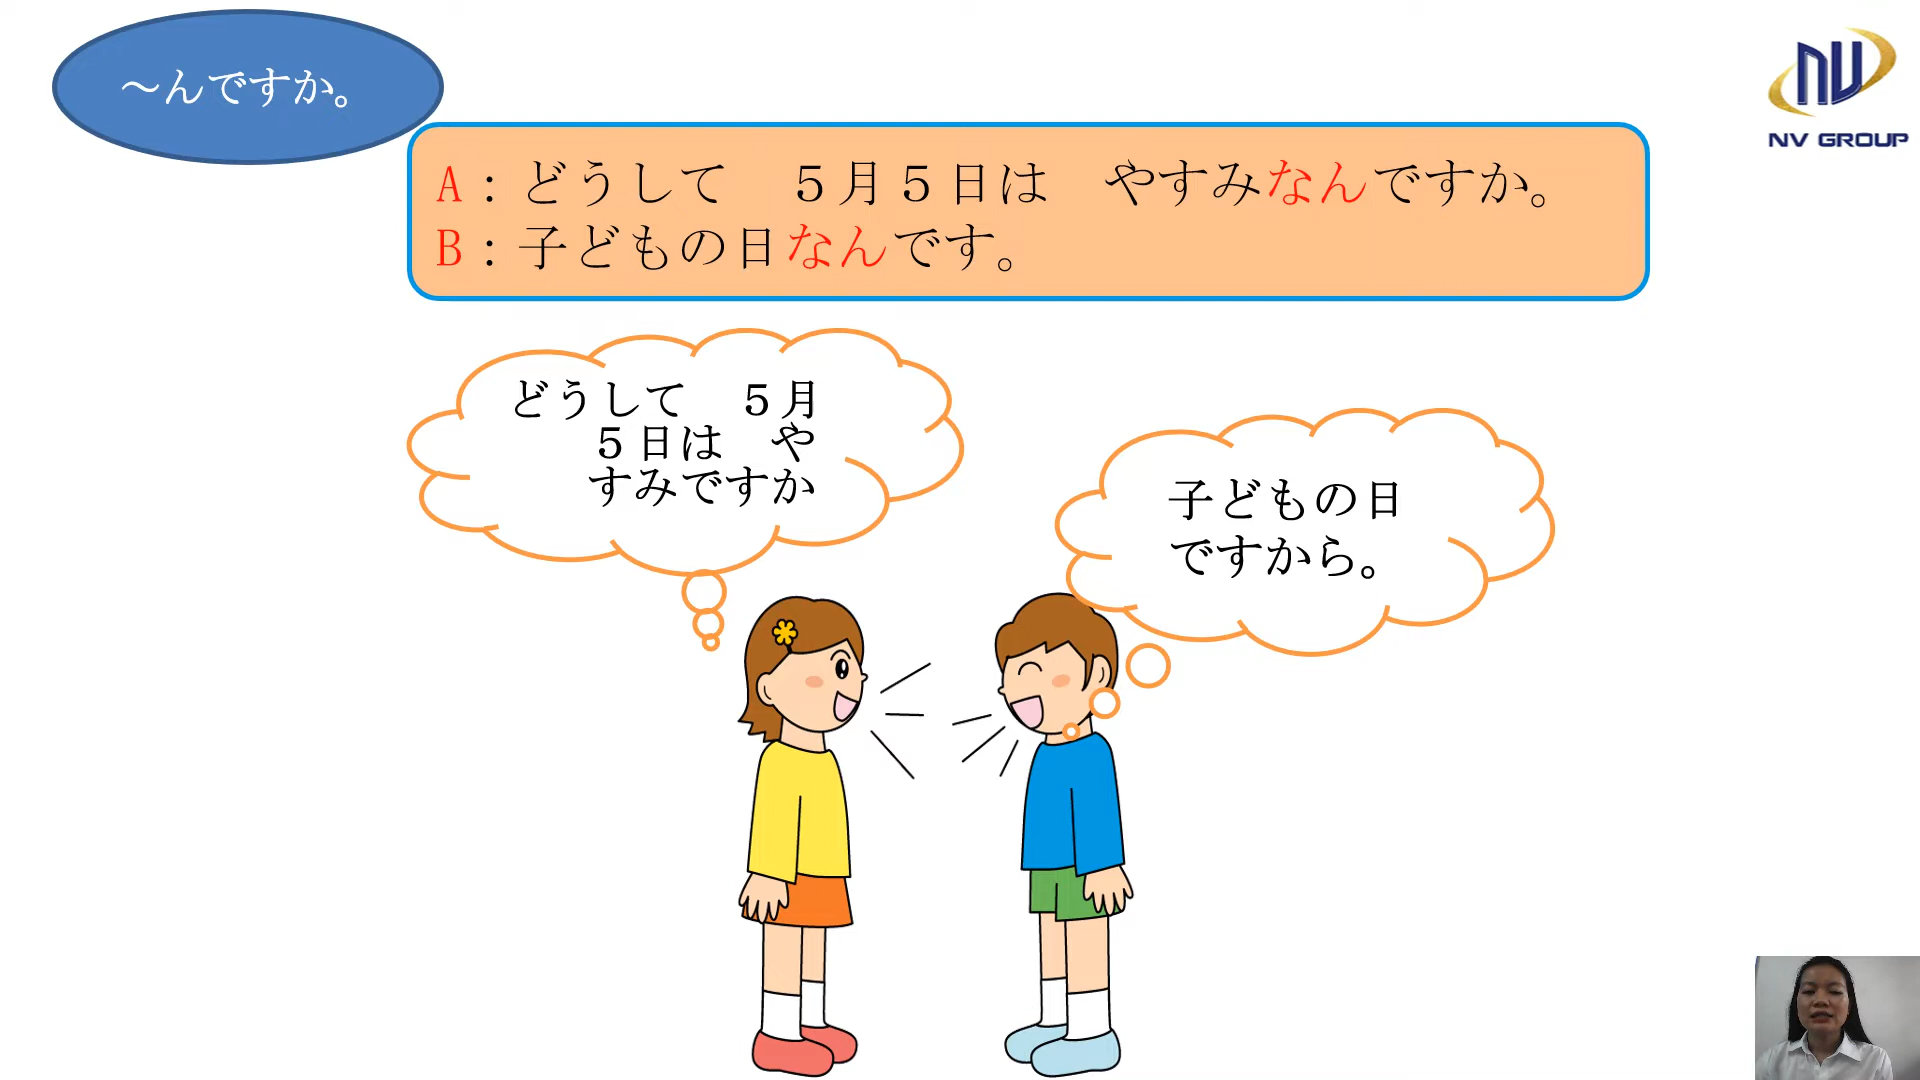 ～んですか。
NV GROUP
A：どうして　５月５日は　やすみなんですか。
B：子どもの日なんです。
どうして　５月
５日は　や
すみですか
子どもの日
ですから。